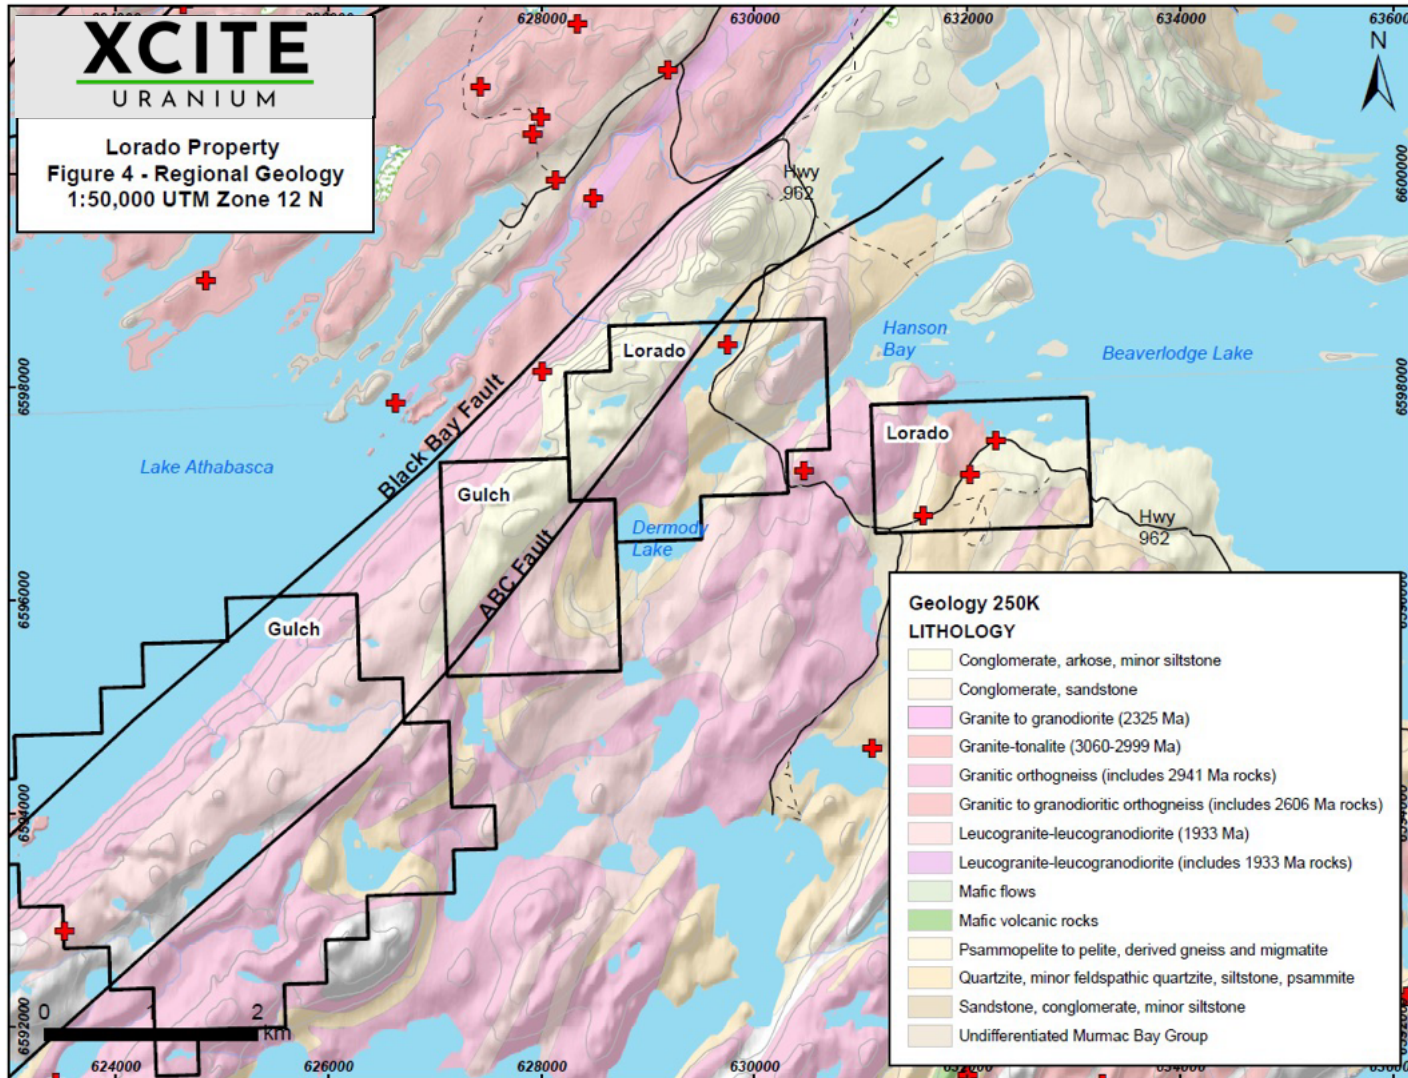 628000
630000
632000
634000
636000
N
XCITE
URANIUM
Lorado Property
Figure 4 - Regional Geology
1:50,000 UTM Zone 12 N
6600000
Hwy
962
Hanson
Bay
Beaverlodge Lake
Lorado
6598000
6598000
Black Bay Fault
Lake Athabasca
Lorado
Gulch
Dermody
Lake
Hwy
962
ABC Fault
6596000
Gulch
6594000
6592000
0
1
2
km
Geology 250K
LITHOLOGY
Conglomerate, arkose, minor siltstone
Conglomerate, sandstone
Granite to granodiorite (2325 Ma)
Granite-tonalite (3060-2999 Ma)
Granitic orthogneiss (includes 2941 Ma rocks)
Granitic to granodioritic orthogneiss (includes 2606 Ma rocks)
Leucogranite-leucogranodiorite (1933 Ma)
Leucogranite-leucogranodiorite (includes 1933 Ma rocks)
Mafic flows
Mafic volcanic rocks
Psammopelite to pelite, derived gneiss and migmatite
Quartzite, minor feldspathic quartzite, siltstone, psammite
Sandstone, conglomerate, minor siltstone
Undifferentiated Murmac Bay Group
624000
626000
628000
630000
632000
634000
636000